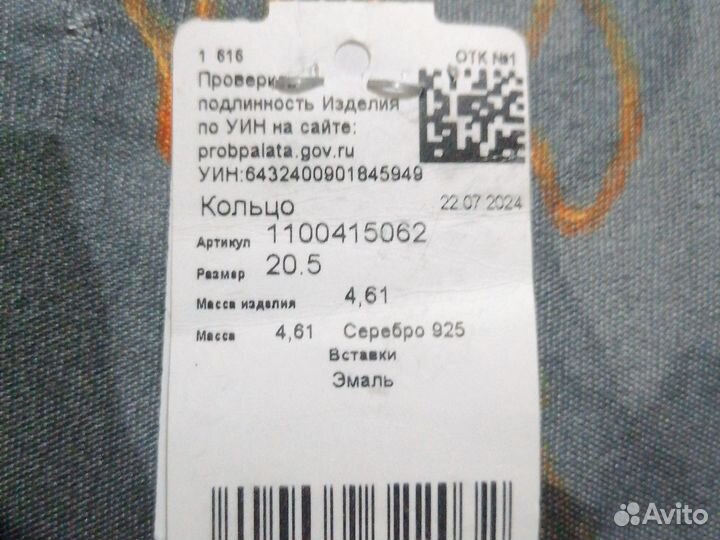 1 616
ОТК №1
Провери
подлинность Изделия
по УИН на сайте:
probpalata.gov.ru
УИН:6432400901845949
Кольцо 22.07.2024
Артикул 1100415062
Размер 20.5
Масса изделия 4,61
Масса 4,61 Серебро 925
Вставки
Эмаль
Avito